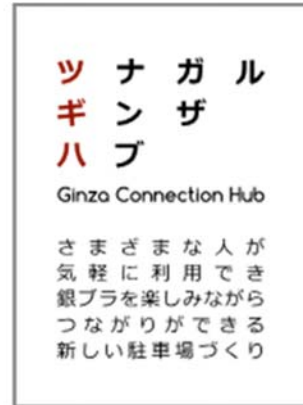 ツナガル
ギンザ
ハブ
Ginza Connection Hub
さまざまな人が
気軽に利用でき
銀ブラを楽しみながら
つながりができる
新しい駐車場づくり